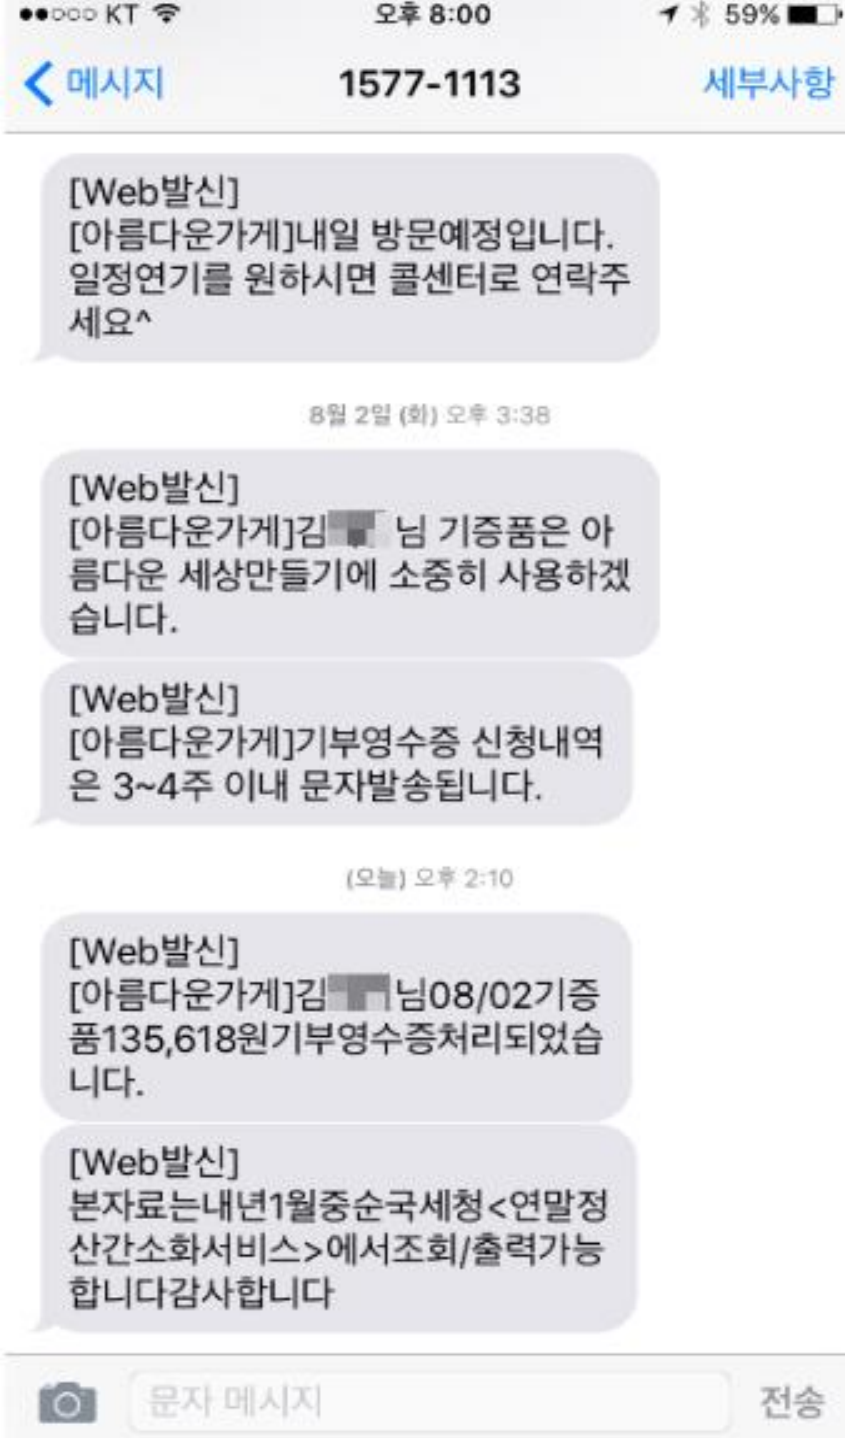 KT 오후 8:00 59%
메시지 1577-1113 세부사항
[Web발신]
[아름다운가게]내일 방문예정입니다.
일정연기를 원하시면 콜센터로 연락주
세요^
8월 2일 (화) 오후 3:38
[Web발신]
[아름다운가게]김 님 기증품은 아
름다운 세상만들기에 소중히 사용하겠
습니다.
[Web발신]
[아름다운가게]기부영수증 신청내역
은 3~4주 이내 문자발송됩니다.
(오늘) 오후 2:10
[Web발신]
[아름다운가게]김 님08/02기증
품135,618원기부영수증처리되었습
니다.
[Web발신]
본자료는내년1월중순국세청<연말정
산간소화서비스>에서조회/출력가능
합니다감사합니다
문자 메시지 전송